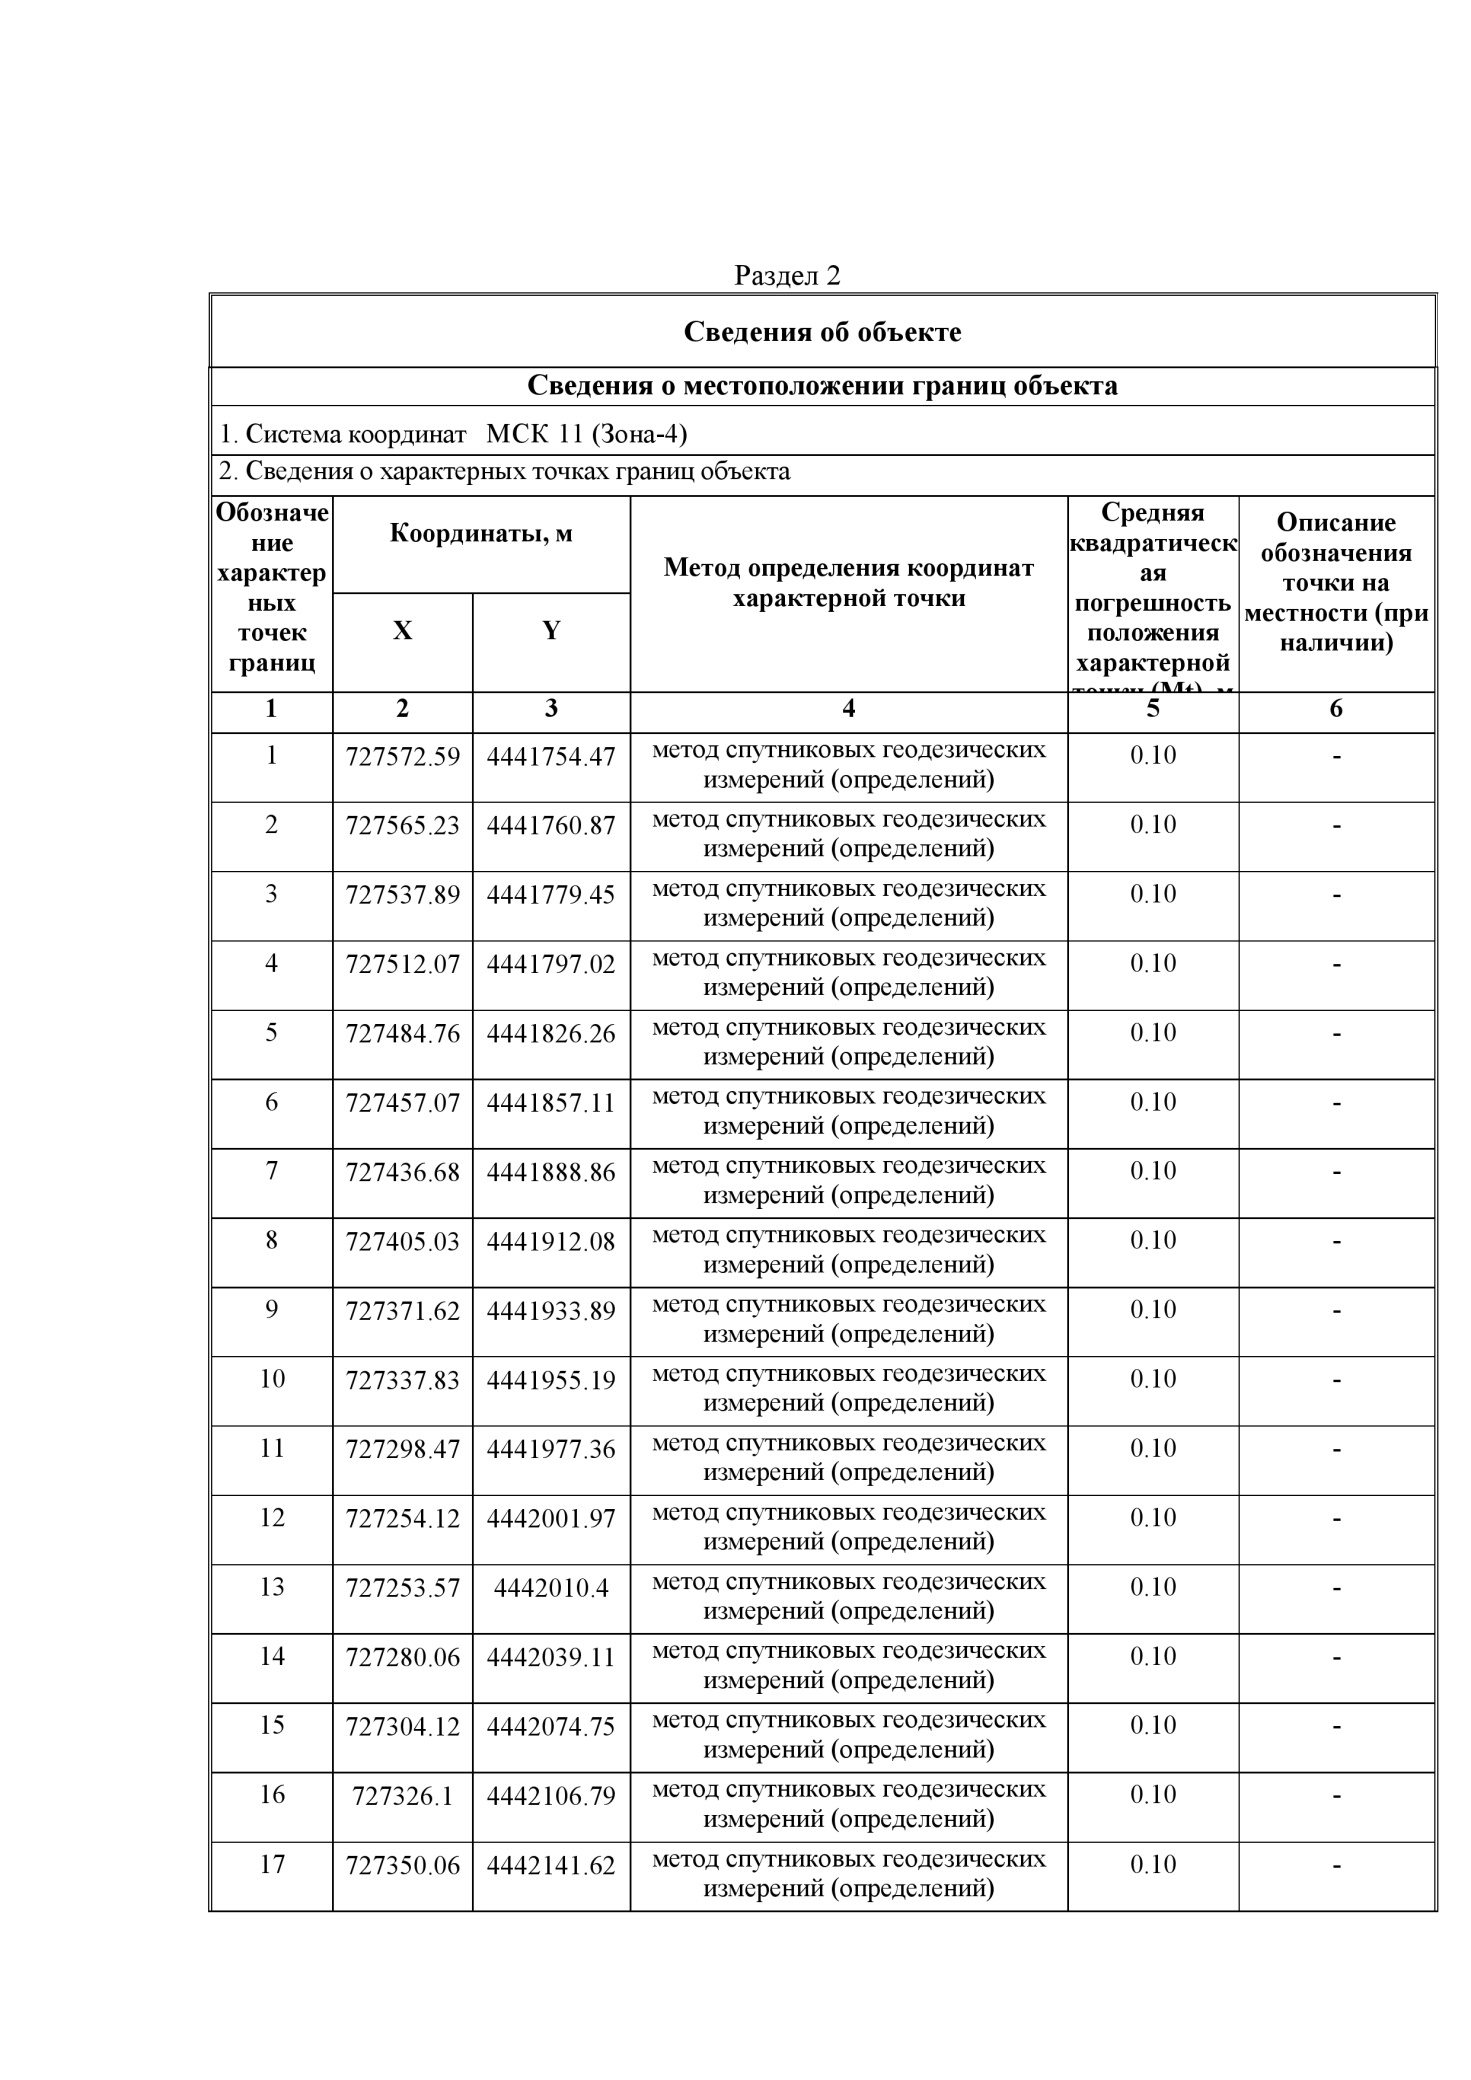 Раздел 2
Сведения об объекте
Сведения о местоположении границ объекта
1. Система координат МСК 11 (Зона-4)
2. Сведения о характерных точках границ объекта
Обозначе
ние
характер
ных
точек
границ
Координаты, м
X
Y
Метод определения координат
характерной точки
Средняя
квадратическ
ая
погрешность
положения
характерной
точки (Mt), м
Описание
обозначения
точки на
местности (при
наличии)
1 2 3 4 5 6
1 727572.59 4441754.47 метод спутниковых геодезических 0.10 -
измерений (определений)
2 727565.23 4441760.87 метод спутниковых геодезических 0.10 -
измерений (определений)
3 727537.89 4441779.45 метод спутниковых геодезических 0.10 -
измерений (определений)
4 727512.07 4441797.02 метод спутниковых геодезических 0.10 -
измерений (определений)
5 727484.76 4441826.26 метод спутниковых геодезических 0.10 -
измерений (определений)
6 727457.07 4441857.11 метод спутниковых геодезических 0.10 -
измерений (определений)
7 727436.68 4441888.86 метод спутниковых геодезических 0.10 -
измерений (определений)
8 727405.03 4441912.08 метод спутниковых геодезических 0.10 -
измерений (определений)
9 727371.62 4441933.89 метод спутниковых геодезических 0.10 -
измерений (определений)
10 727337.83 4441955.19 метод спутниковых геодезических 0.10 -
измерений (определений)
11 727298.47 4441977.36 метод спутниковых геодезических 0.10 -
измерений (определений)
12 727254.12 4442001.97 метод спутниковых геодезических 0.10 -
измерений (определений)
13 727253.57 4442010.4 метод спутниковых геодезических 0.10 -
измерений (определений)
14 727280.06 4442039.11 метод спутниковых геодезических 0.10 -
измерений (определений)
15 727304.12 4442074.75 метод спутниковых геодезических 0.10 -
измерений (определений)
16 727326.1 4442106.79 метод спутниковых геодезических 0.10 -
измерений (определений)
17 727350.06 4442141.62 метод спутниковых геодезических 0.10 -
измерений (определений)